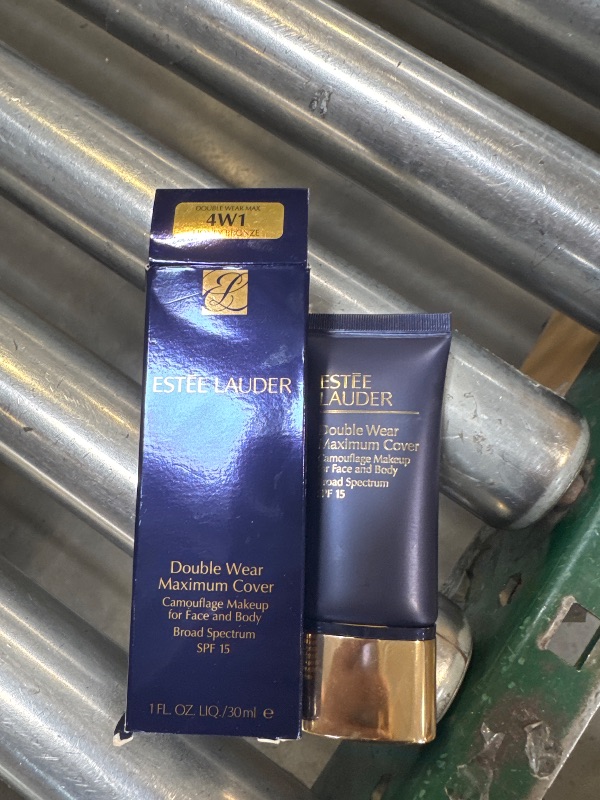 DOUBLE WEAR MAX
4W1
BRONZE
ESTĒE LAUDER
Double Wear
Maximum Cover
Camouflage Makeup
for Face and Body
Broad Spectrum
SPF 15
1 FL. OZ. LIQ./30ml e
ESTĒE
LAUDER
Double Wear
Maximum Cover
Camouflage Makeup
for Face and Body
Broad Spectrum
SPF 15